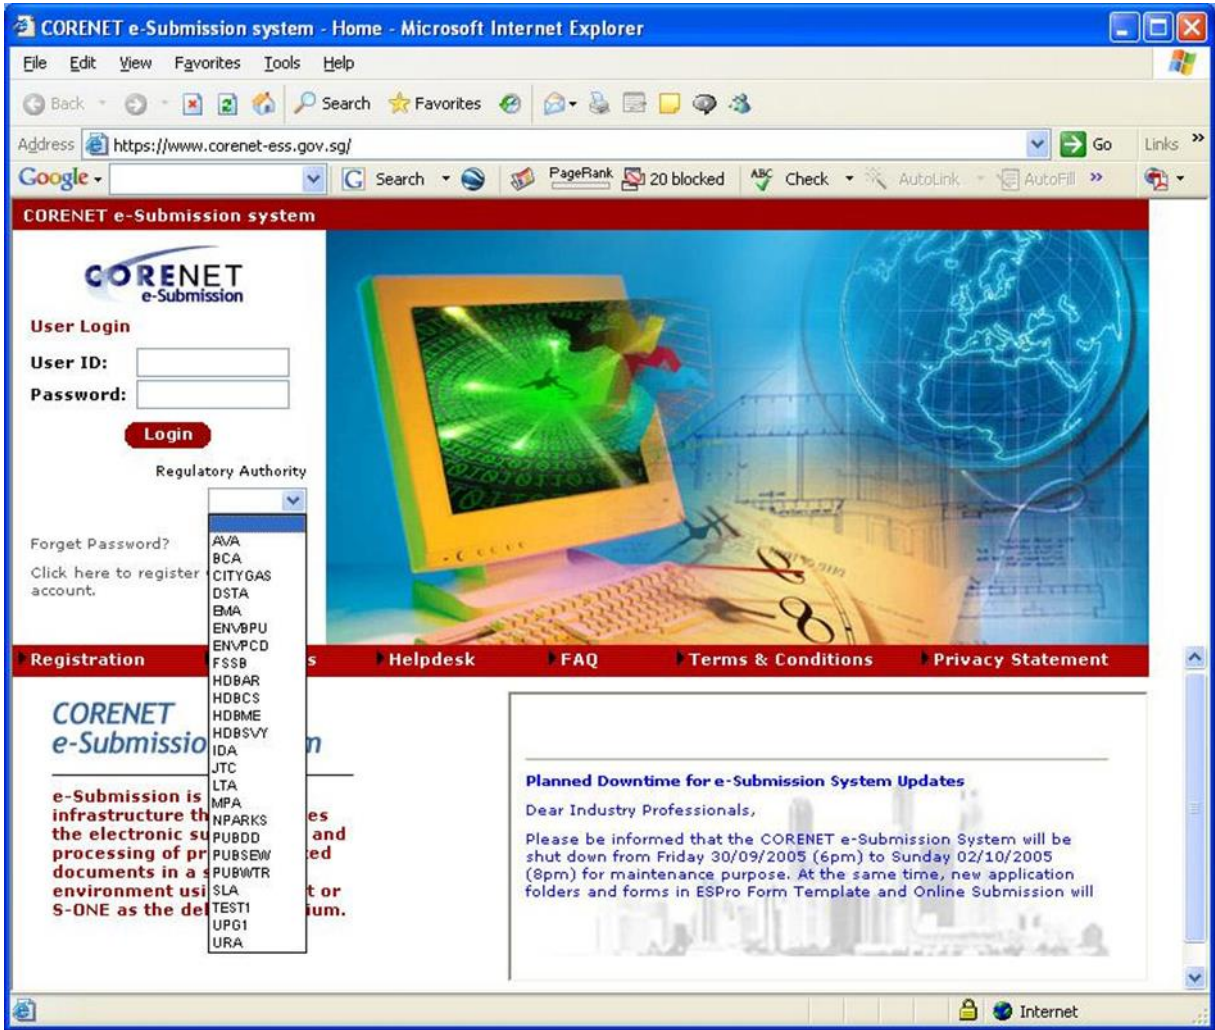 CORENET e-Submission system - Home - Microsoft Internet Explorer
File Edit View Favorites Tools Help
Back Search Favorites
Address https://www.corenet-ess.gov.sg/ Go Links »
Google Search PageRank 20 blocked ABC Check AutoLink AutoFill »
CORENET e-Submission system
CORENET
e-Submission
User Login
User ID:
Password:
Login
Regulatory Authority
Forget Password?
Click here to register
account.
AVA
BCA
CITYGAS
DSTA
EMA
ENVBPU
ENVPCD
FSSB
HDBAR
HDBCS
HDBME
HDBSVY
IDA
JTC
LTA
MPA
NPARKS
PUBDD
PUBSEW
PUBWTR
SLA
TEST1
UPG1
URA
Registration s Helpdesk FAQ Terms & Conditions Privacy Statement
CORENET
e-Submissio m
e-Submission is
infrastructure th es
the electronic su and
processing of pr ted
documents in a s
environment usi t or
S-ONE as the del ium.
Planned Downtime for e-Submission System Updates
Dear Industry Professionals,
Please be informed that the CORENET e-Submission System will be
shut down from Friday 30/09/2005 (6pm) to Sunday 02/10/2005
(8pm) for maintenance purpose. At the same time, new application
folders and forms in ESPro Form Template and Online Submission will
Internet